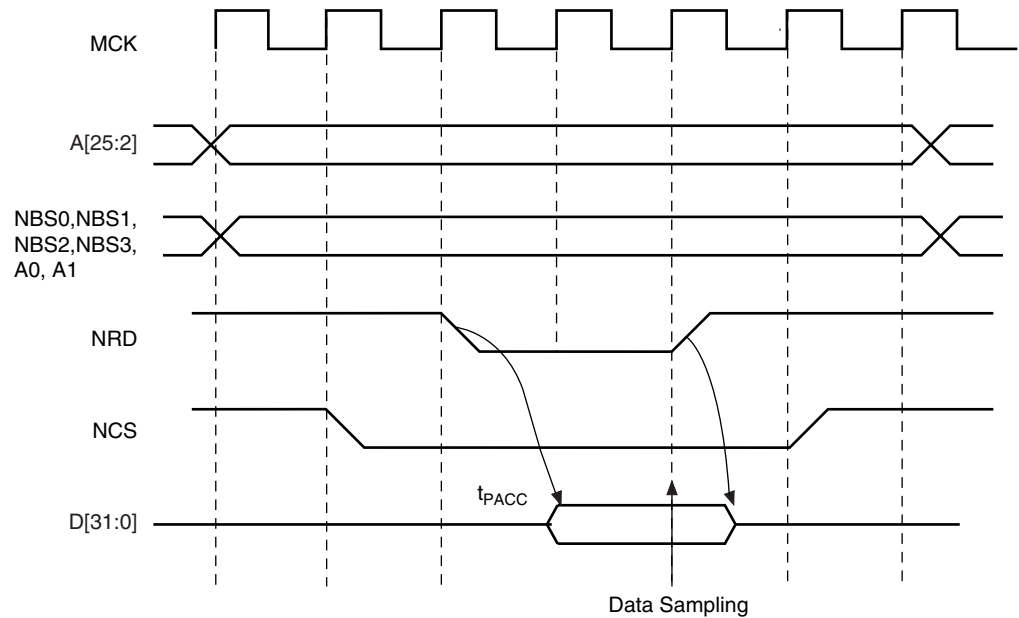 MCK
A[25:2]
NBS0,NBS1,
NBS2,NBS3,
A0, A1
NRD
NCS
tPACC
D[31:0]
Data Sampling